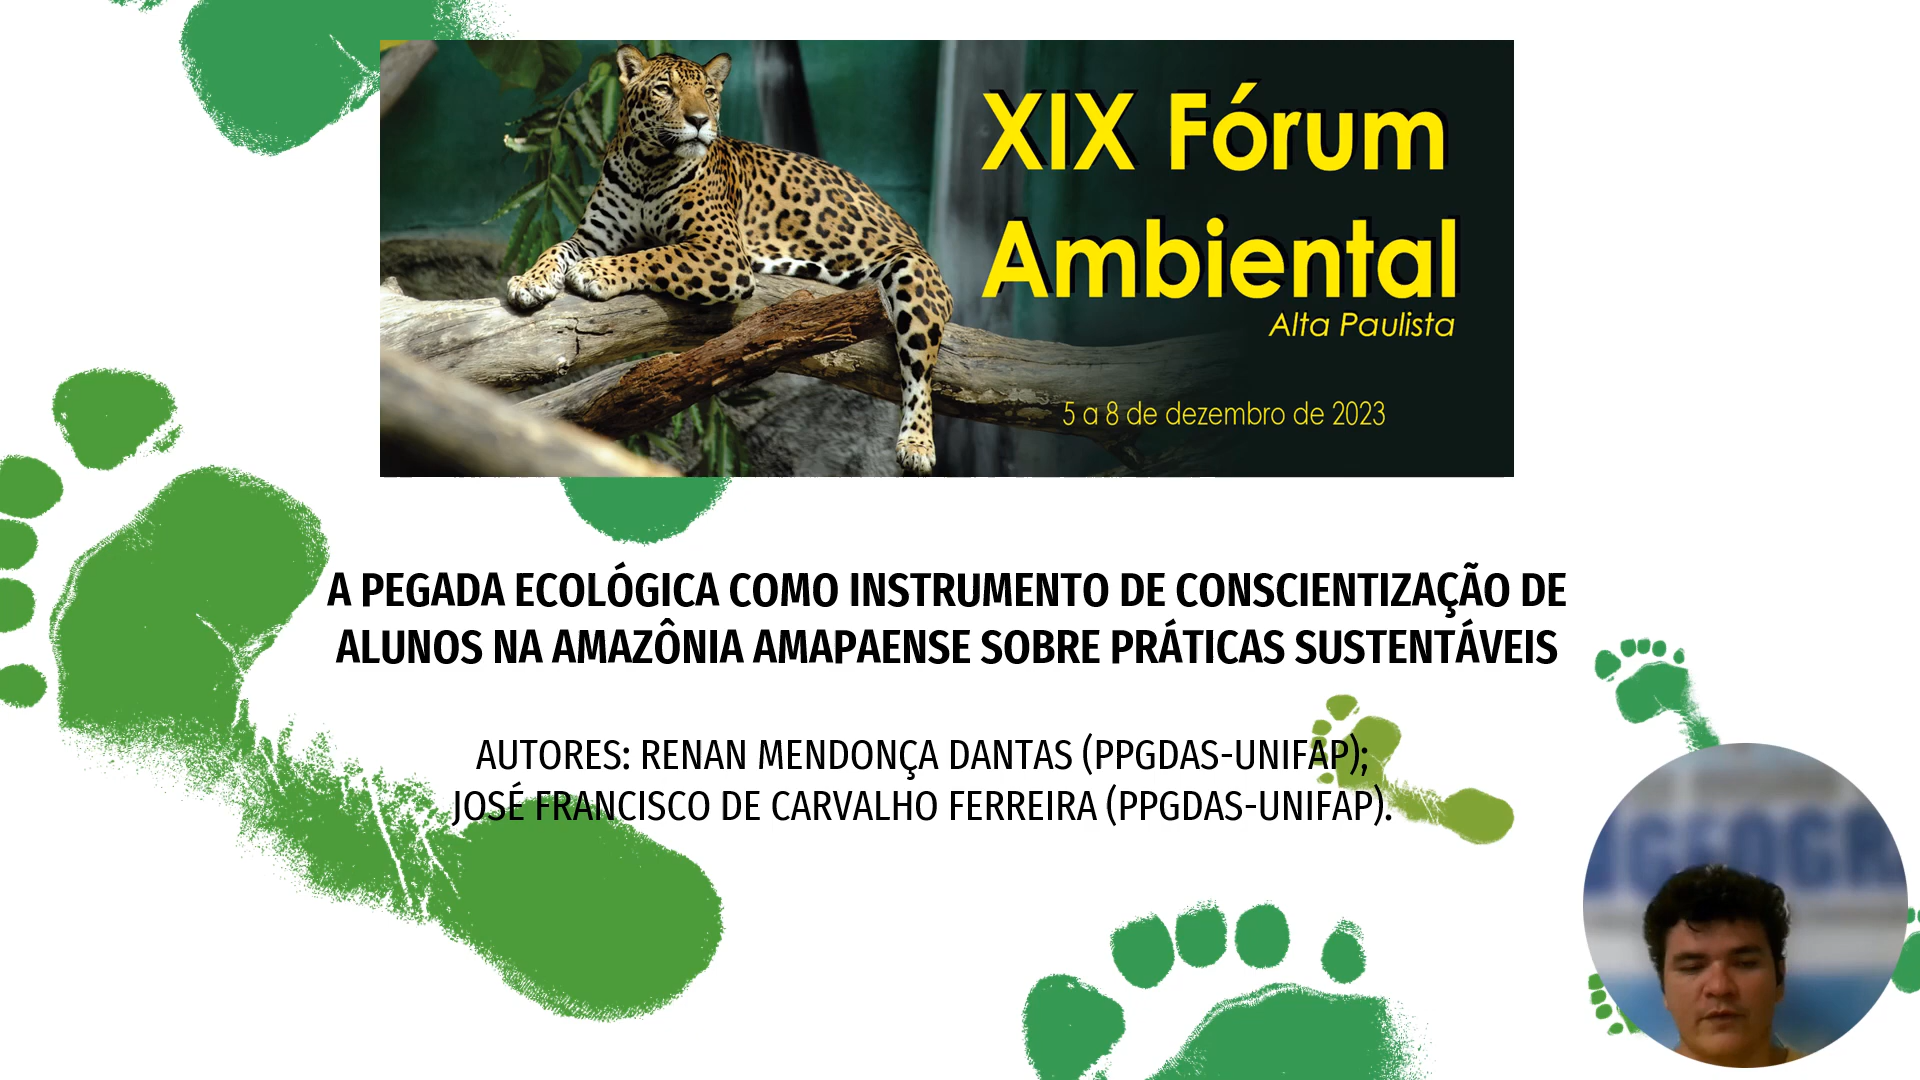 XIX Fórum
Ambiental
Alta Paulista
5 a 8 de dezembro de 2023
A PEGADA ECOLÓGICA COMO INSTRUMENTO DE CONSCIENTIZAÇÃO DE
ALUNOS NA AMAZÔNIA AMAPAENSE SOBRE PRÁTICAS SUSTENTÁVEIS
AUTORES: RENAN MENDONÇA DANTAS (PPGDAS-UNIFAP);
JOSÉ FRANCISCO DE CARVALHO FERREIRA (PPGDAS-UNIFAP).